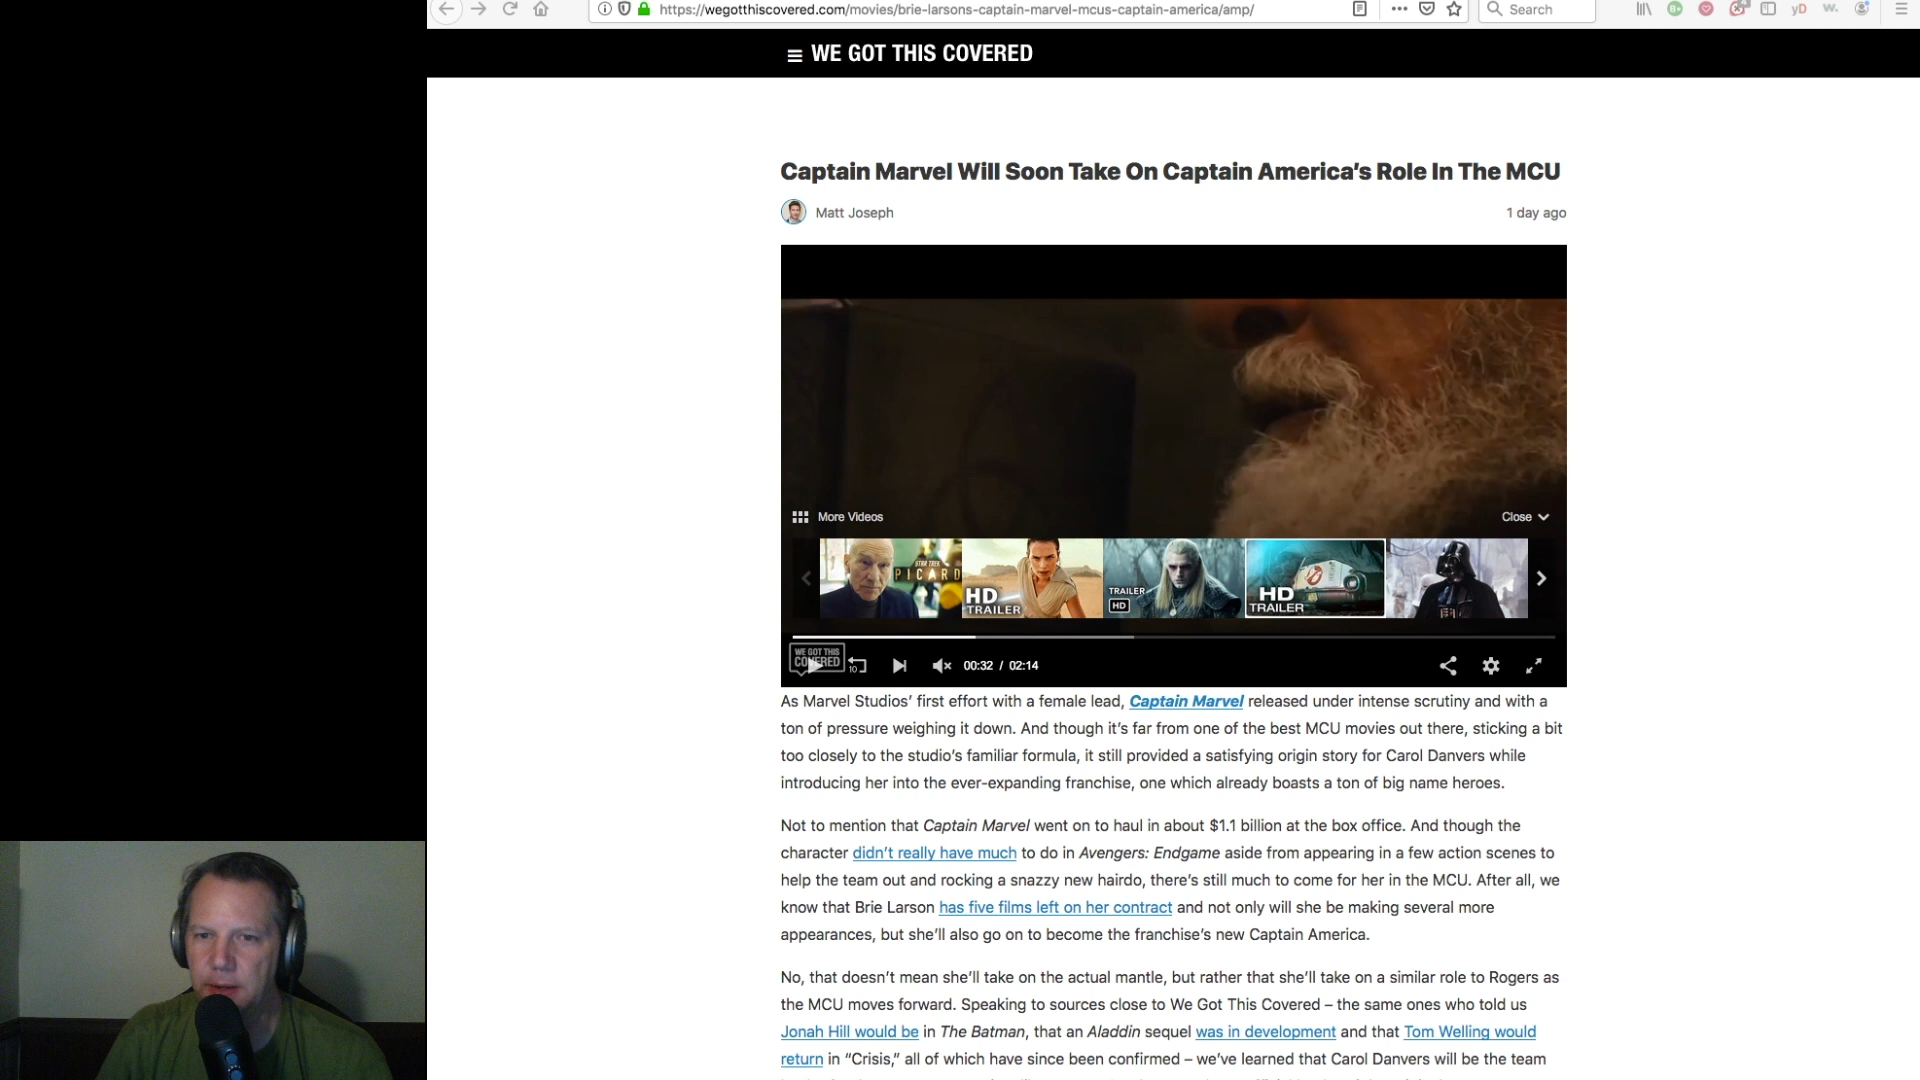 https://wegotthiscovered.com/movies/brie-larsons-captain-marvel-mcus-captain-america/amp/
Search
WE GOT THIS COVERED
Captain Marvel Will Soon Take On Captain America's Role In The MCU
Matt Joseph
1 day ago
More Videos
Close
STAR TREK
PICARD
HD
TRAILER
TRAILER
HD
HD
TRAILER
WE GOT THIS
COVERED
10
00:32 / 02:14
As Marvel Studios' first effort with a female lead, Captain Marvel released under intense scrutiny and with a
ton of pressure weighing it down. And though it's far from one of the best MCU movies out there, sticking a bit
too closely to the studio's familiar formula, it still provided a satisfying origin story for Carol Danvers while
introducing her into the ever-expanding franchise, one which already boasts a ton of big name heroes.
Not to mention that Captain Marvel went on to haul in about $1.1 billion at the box office. And though the
character didn't really have much to do in Avengers: Endgame aside from appearing in a few action scenes to
help the team out and rocking a snazzy new hairdo, there's still much to come for her in the MCU. After all, we
know that Brie Larson has five films left on her contract and not only will she be making several more
appearances, but she'll also go on to become the franchise's new Captain America.
No, that doesn't mean she'll take on the actual mantle, but rather that she'll take on a similar role to Rogers as
the MCU moves forward. Speaking to sources close to We Got This Covered – the same ones who told us
Jonah Hill would be in The Batman, that an Aladdin sequel was in development and that Tom Welling would
return in “Crisis,” all of which have since been confirmed – we've learned that Carol Danvers will be the team